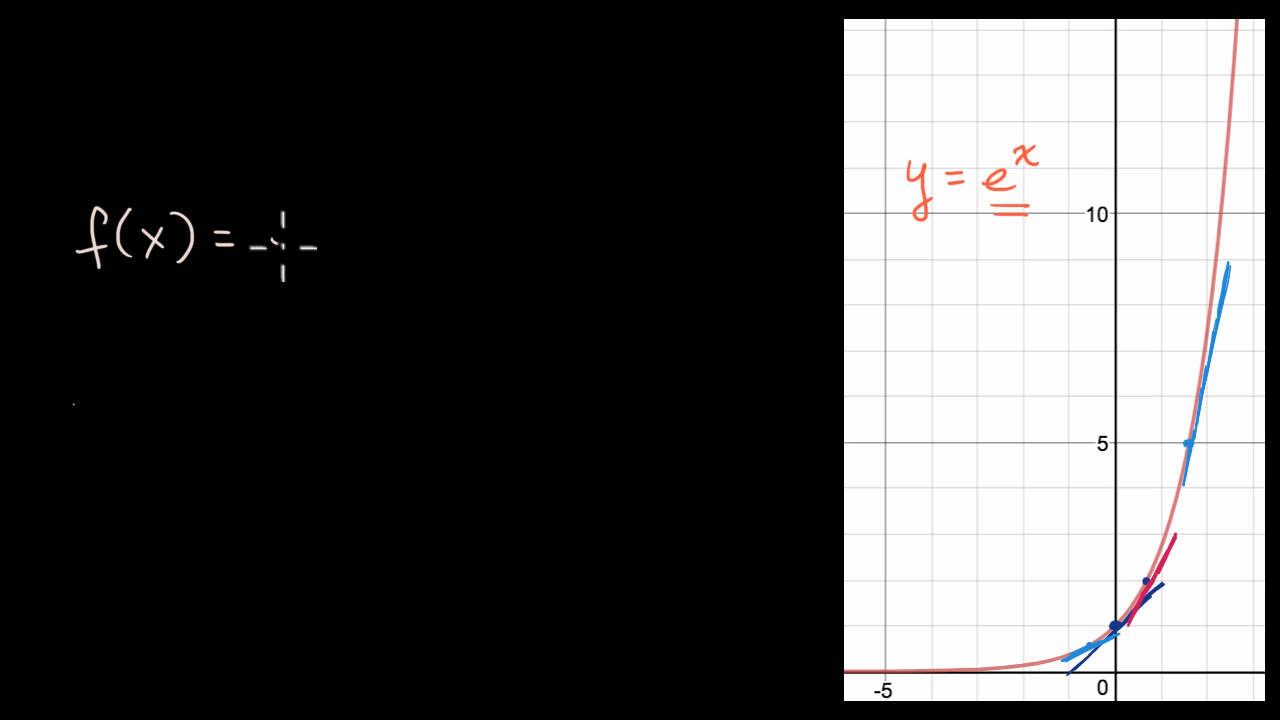 f(x) =
y = e^x
10
5
-5
0